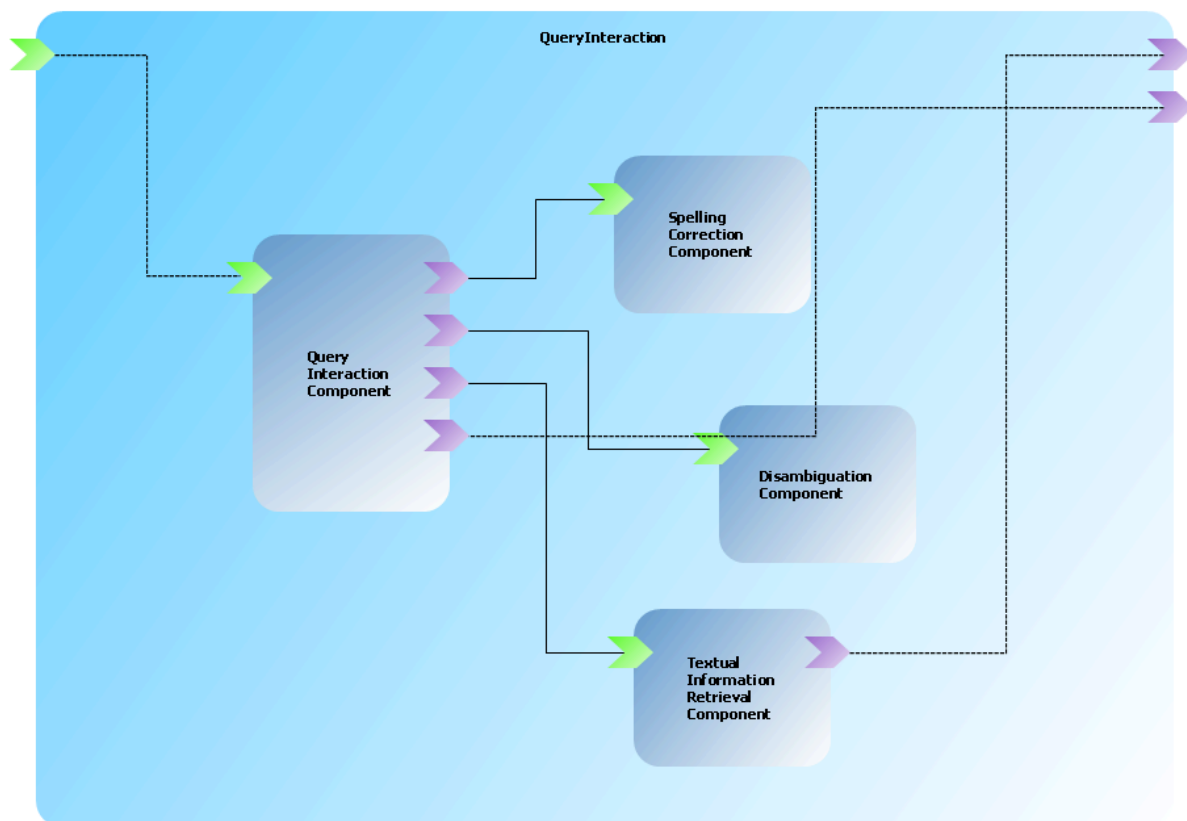 QueryInteraction
Spelling
Correction
Component
Query
Interaction
Component
Disambiguation
Component
Textual
Information
Retrieval
Component